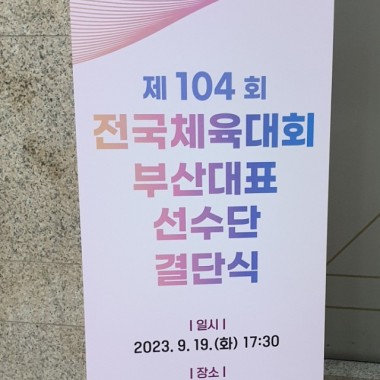 제 104 회
전국체육대회
부산대표
선수단
결단식
| 일시 |
2023. 9. 19.(화) 17:30
| 장소 |